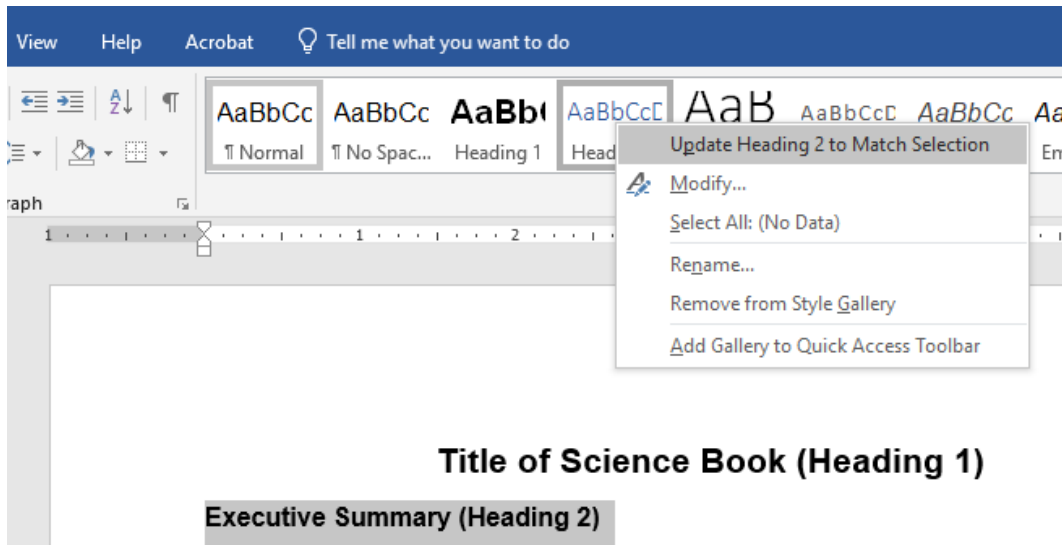 View Help Acrobat Tell me what you want to do
AaBbCc AaBbCc AaBb( AaBbCcD AaB AaBbCcD AaBbCc Aa
¶ Normal ¶ No Spac... Heading 1 Head Em
Update Heading 2 to Match Selection
Modify...
raph
Select All: (No Data)
1 1 2
Rename...
Remove from Style Gallery
Add Gallery to Quick Access Toolbar
Title of Science Book (Heading 1)
Executive Summary (Heading 2)